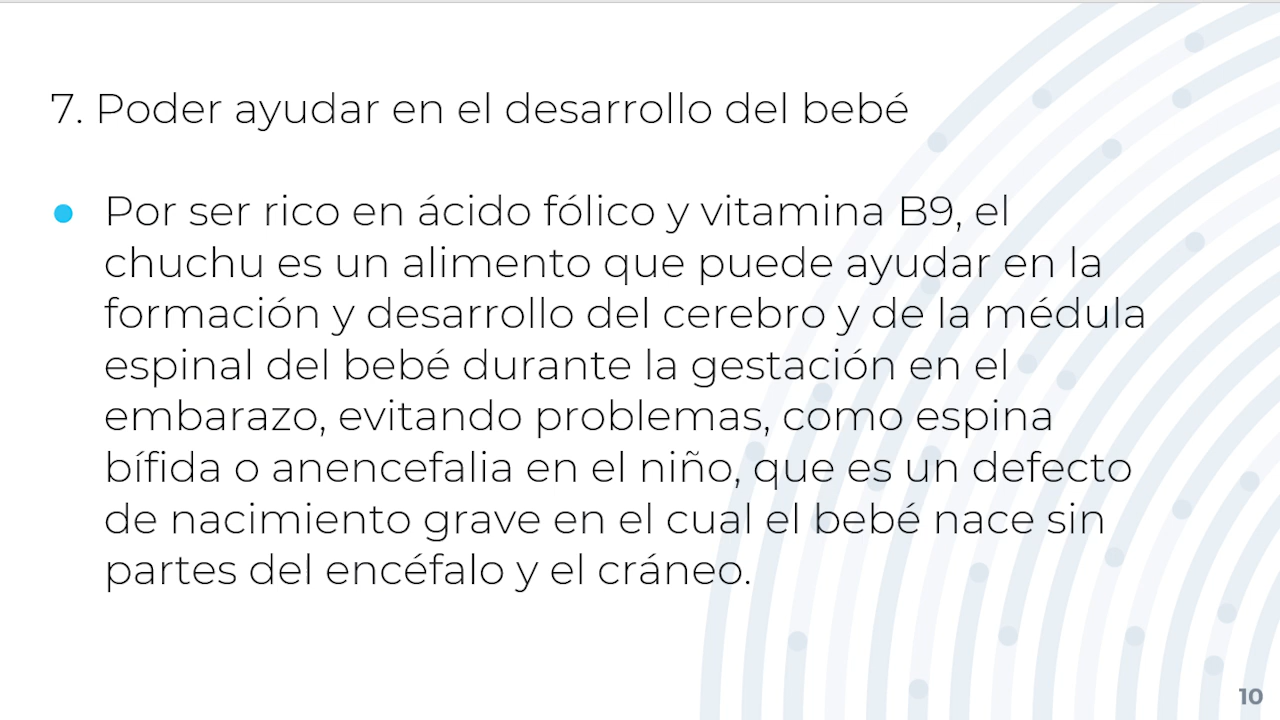 7. Poder ayudar en el desarrollo del bebé
● Por ser rico en ácido fólico y vitamina B9, el
chuchu es un alimento que puede ayudar en la
formación y desarrollo del cerebro y de la médula
espinal del bebé durante la gestación en el
embarazo, evitando problemas, como espina
bífida o anencefalia en el niño, que es un defecto
de nacimiento grave en el cual el bebé nace sin
partes del encéfalo y el cráneo.
10